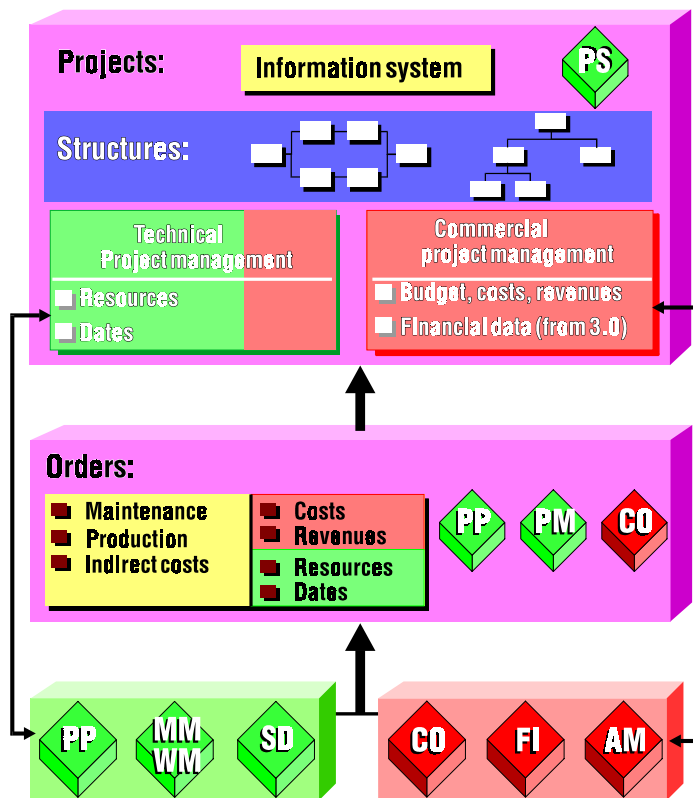 Projects:
Information system
PS
Structures:
Technical
Project management
Resources
Dates
Commercial
project management
Budget, costs, revenues
Financial data (from 3.0)
Orders:
Maintenance
Production
Indirect costs
Costs
Revenues
Resources
Dates
PP
PM
CO
PP
MM
WM
SD
CO
FI
AM